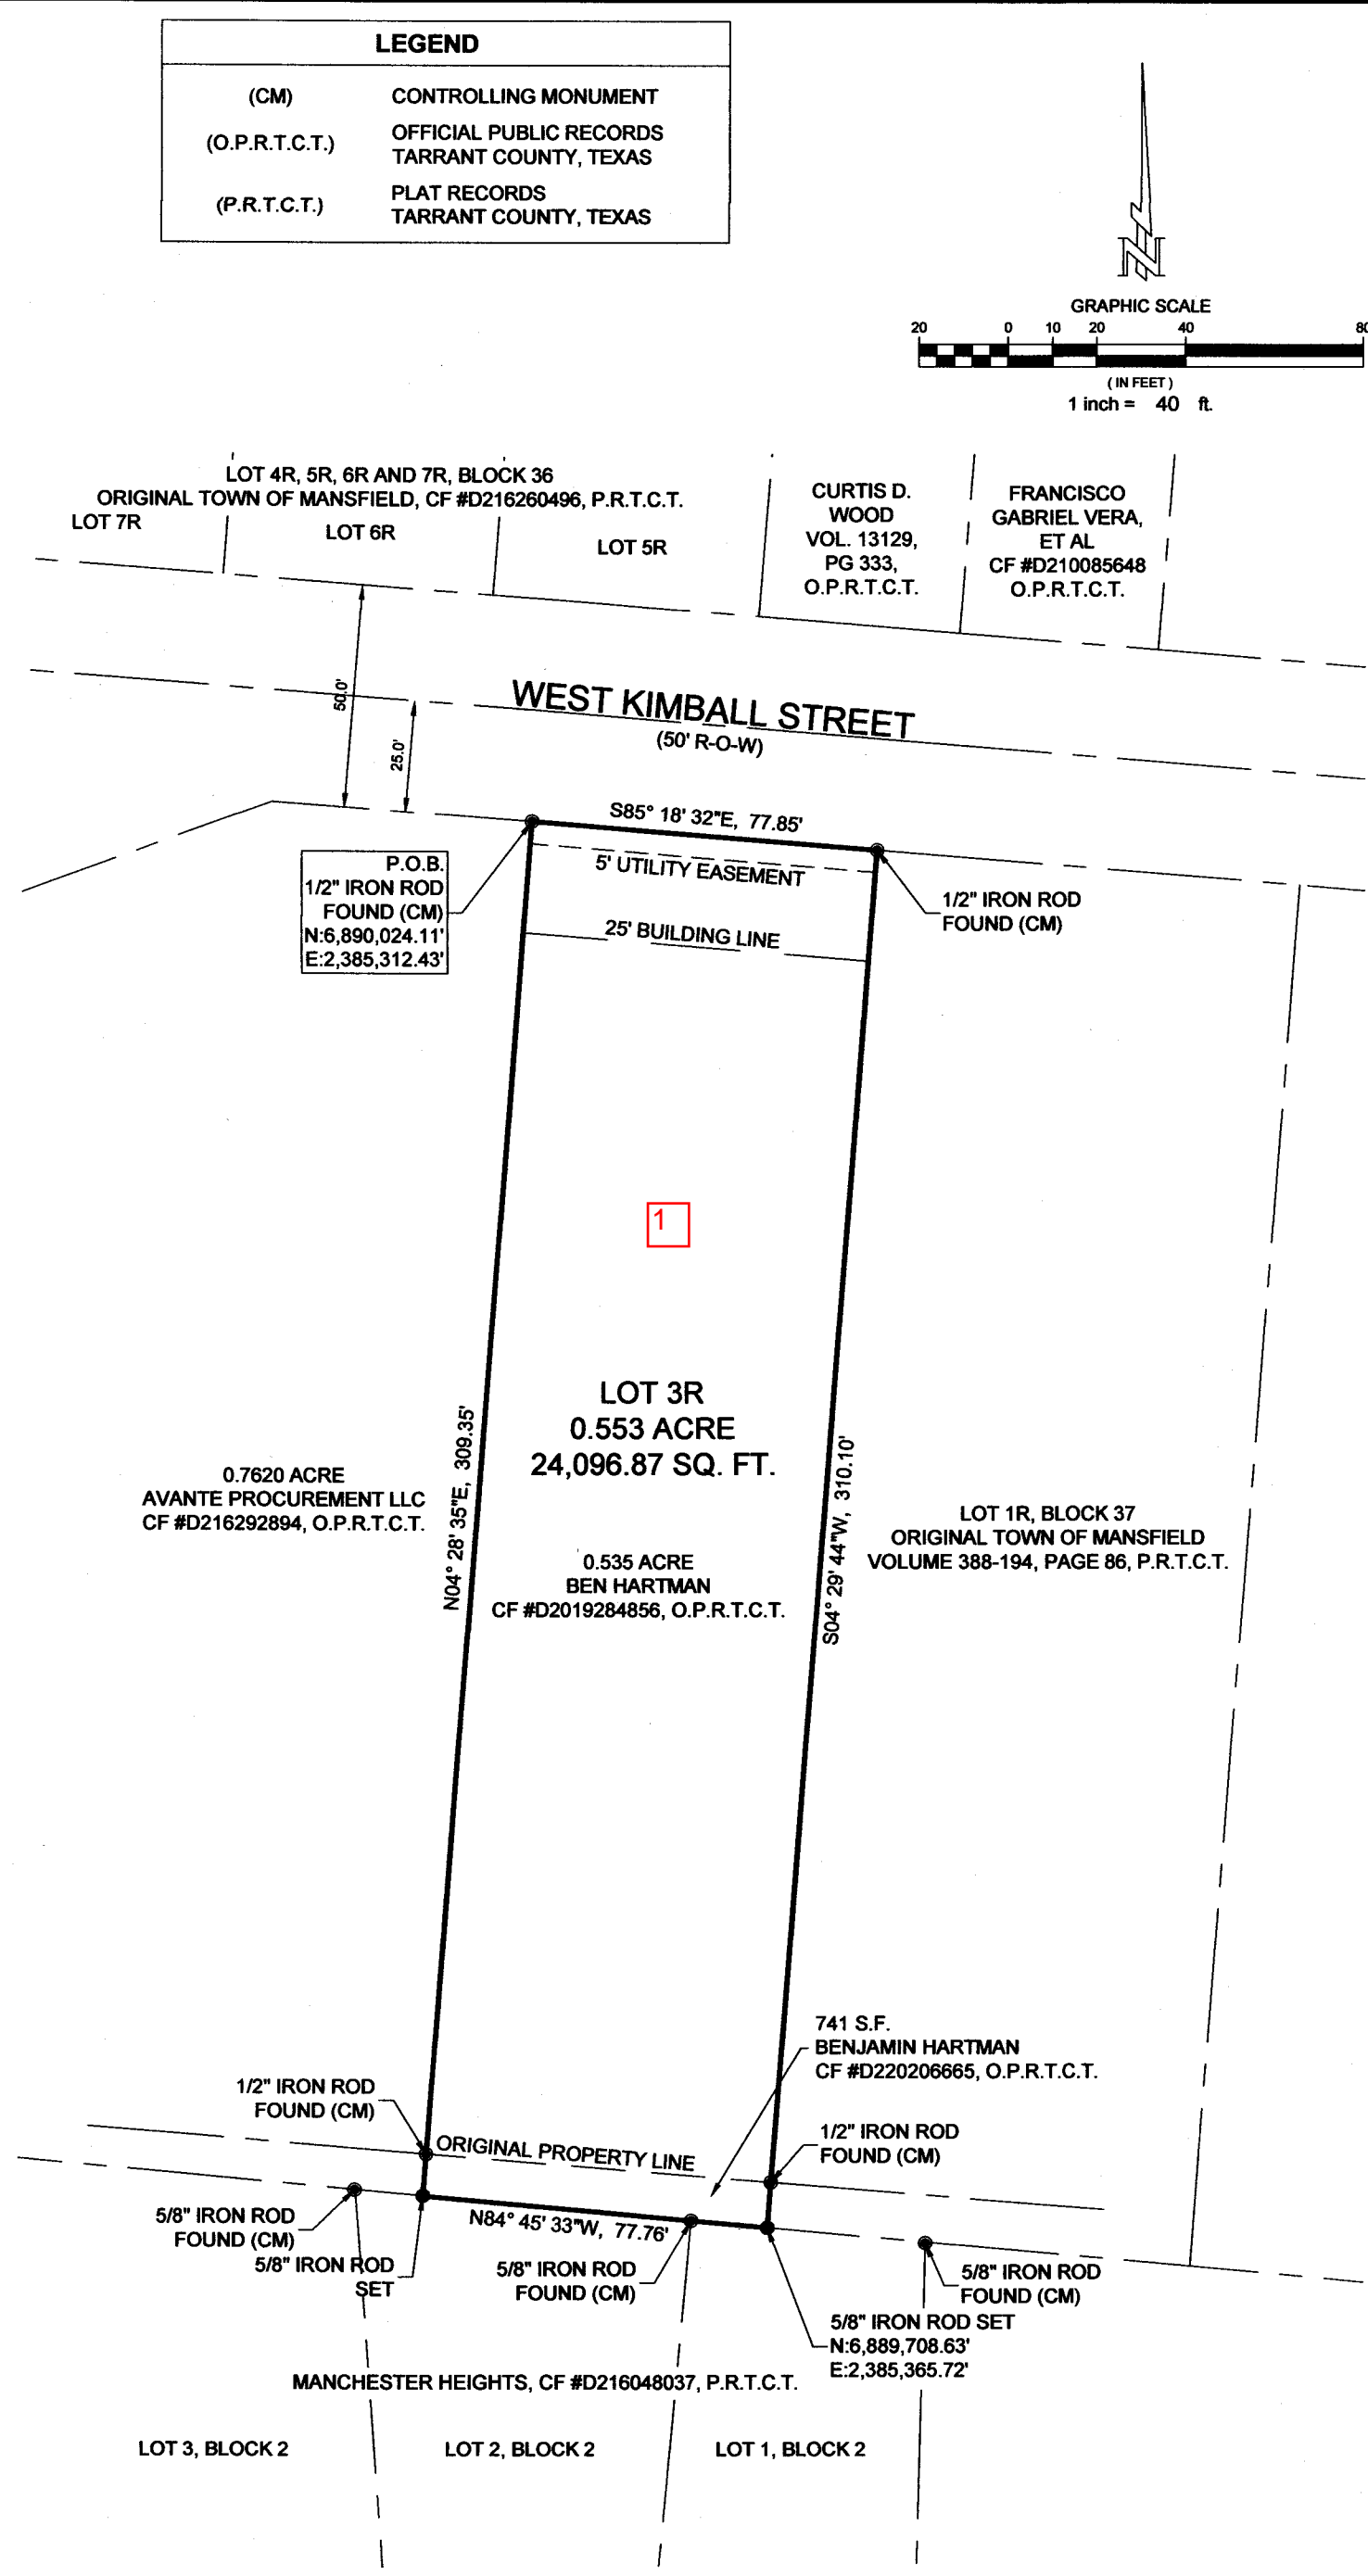 LEGEND
(CM) CONTROLLING MONUMENT
(O.P.R.T.C.T.) OFFICIAL PUBLIC RECORDS
TARRANT COUNTY, TEXAS
(P.R.T.C.T.) PLAT RECORDS
TARRANT COUNTY, TEXAS
N
GRAPHIC SCALE
20 0 10 20 40 80
( IN FEET )
1 inch = 40 ft.
LOT 4R, 5R, 6R AND 7R, BLOCK 36
ORIGINAL TOWN OF MANSFIELD, CF #D216260496, P.R.T.C.T.
LOT 7R
LOT 6R
LOT 5R
CURTIS D.
WOOD
VOL. 13129,
PG 333,
O.P.R.T.C.T.
FRANCISCO
GABRIEL VERA,
ET AL
CF #D210085648
O.P.R.T.C.T.
50.0'
25.0'
WEST KIMBALL STREET
(50' R-O-W)
S85° 18' 32"E, 77.85'
5' UTILITY EASEMENT
25' BUILDING LINE
P.O.B.
1/2" IRON ROD
FOUND (CM)
N:6,890,024.11'
E:2,385,312.43'
1/2" IRON ROD
FOUND (CM)
1
LOT 3R
0.553 ACRE
24,096.87 SQ. FT.
N04° 28' 35"E, 309.35'
S04° 29' 44"W, 310.10'
0.7620 ACRE
AVANTE PROCUREMENT LLC
CF #D216292894, O.P.R.T.C.T.
0.535 ACRE
BEN HARTMAN
CF #D2019284856, O.P.R.T.C.T.
LOT 1R, BLOCK 37
ORIGINAL TOWN OF MANSFIELD
VOLUME 388-194, PAGE 86, P.R.T.C.T.
741 S.F.
BENJAMIN HARTMAN
CF #D220206665, O.P.R.T.C.T.
1/2" IRON ROD
FOUND (CM)
ORIGINAL PROPERTY LINE
1/2" IRON ROD
FOUND (CM)
5/8" IRON ROD
FOUND (CM)
5/8" IRON ROD
SET
N84° 45' 33"W, 77.76'
5/8" IRON ROD
FOUND (CM)
5/8" IRON ROD
FOUND (CM)
5/8" IRON ROD SET
N:6,889,708.63'
E:2,385,365.72'
MANCHESTER HEIGHTS, CF #D216048037, P.R.T.C.T.
LOT 3, BLOCK 2
LOT 2, BLOCK 2
LOT 1, BLOCK 2